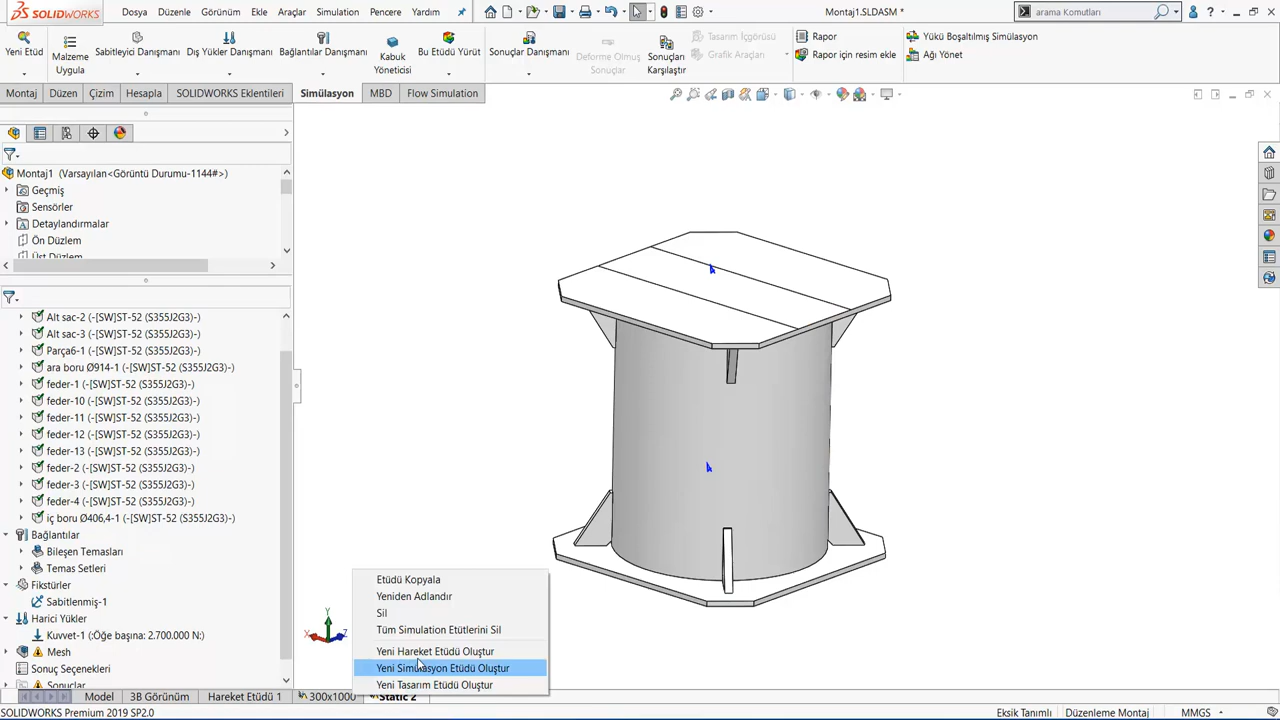 SOLIDWORKS
Dosya Düzenle Görünüm Ekle Araçlar Simulation Pencere Yardım
Montaj1.SLDASM *
arama Komutları
Yeni Etüd
Malzeme Uygula
Sabitleyici Danışmanı
Dış Yükler Danışmanı
Bağlantılar Danışmanı
Kabuk Yöneticisi
Bu Etüdü Yürüt
Sonuçlar Danışmanı
Deforme Olmuş Sonuçlar
Sonuçları Karşılaştır
Tasarım İçgörüsü
Grafik Araçları
Rapor
Rapor için resim ekle
Yükü Boşaltılmış Simülasyon
Ağı Yönet
Montaj Düzen Çizim Hesapla SOLIDWORKS Eklentileri Simülasyon MBD Flow Simulation
Montaj1 (Varsayılan<Görüntü Durumu-1144#>)
Geçmiş
Sensörler
Detaylandırmalar
Ön Düzlem
Üst Düzlem
Alt sac-2 (-[SW]ST-52 (S355J2G3)-)
Alt sac-3 (-[SW]ST-52 (S355J2G3)-)
Parça6-1 (-[SW]ST-52 (S355J2G3)-)
ara boru Ø914-1 (-[SW]ST-52 (S355J2G3)-)
feder-1 (-[SW]ST-52 (S355J2G3)-)
feder-10 (-[SW]ST-52 (S355J2G3)-)
feder-11 (-[SW]ST-52 (S355J2G3)-)
feder-12 (-[SW]ST-52 (S355J2G3)-)
feder-13 (-[SW]ST-52 (S355J2G3)-)
feder-2 (-[SW]ST-52 (S355J2G3)-)
feder-3 (-[SW]ST-52 (S355J2G3)-)
feder-4 (-[SW]ST-52 (S355J2G3)-)
iç boru Ø406,4-1 (-[SW]ST-52 (S355J2G3)-)
Bağlantılar
Bileşen Temasları
Temas Setleri
Fikstürler
Sabitlenmiş-1
Harici Yükler
Kuvvet-1 (:Öğe başına: 2.700.000 N:)
Mesh
Sonuç Seçenekleri
Sonuçlar
Etüdü Kopyala
Yeniden Adlandır
Sil
Tüm Simulation Etütlerini Sil
Yeni Hareket Etüdü Oluştur
Yeni Simülasyon Etüdü Oluştur
Yeni Tasarım Etüdü Oluştur
Y
X
Z
Model 3B Görünüm Hareket Etüdü 1 300x1000 Static 2
SOLIDWORKS Premium 2019 SP2.0
Eksik Tanımlı Düzenleme Montaj MMGS